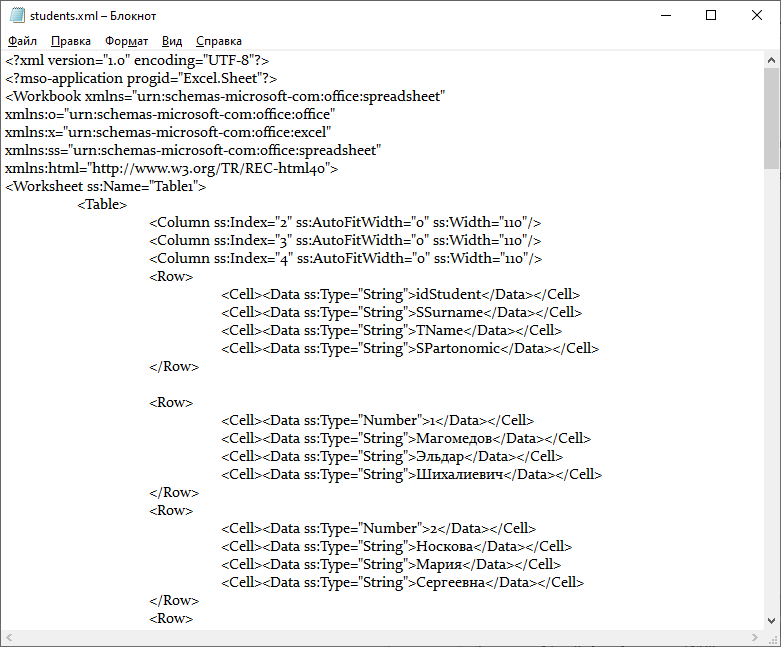 students.xml – Блокнот
Файл Правка Формат Вид Справка
<?xml version="1.0" encoding="UTF-8"?>
<?mso-application progid="Excel.Sheet"?>
<Workbook xmlns="urn:schemas-microsoft-com:office:spreadsheet"
xmlns:o="urn:schemas-microsoft-com:office:office"
xmlns:x="urn:schemas-microsoft-com:office:excel"
xmlns:ss="urn:schemas-microsoft-com:office:spreadsheet"
xmlns:html="http://www.w3.org/TR/REC-html40">
<Worksheet ss:Name="Table1">
<Table>
<Column ss:Index="2" ss:AutoFitWidth="0" ss:Width="110"/>
<Column ss:Index="3" ss:AutoFitWidth="0" ss:Width="110"/>
<Column ss:Index="4" ss:AutoFitWidth="0" ss:Width="110"/>
<Row>
<Cell><Data ss:Type="String">idStudent</Data></Cell>
<Cell><Data ss:Type="String">SSurname</Data></Cell>
<Cell><Data ss:Type="String">TName</Data></Cell>
<Cell><Data ss:Type="String">SPartonomic</Data></Cell>
</Row>
<Row>
<Cell><Data ss:Type="Number">1</Data></Cell>
<Cell><Data ss:Type="String">Магомедов</Data></Cell>
<Cell><Data ss:Type="String">Эльдар</Data></Cell>
<Cell><Data ss:Type="String">Шихалиевич</Data></Cell>
</Row>
<Row>
<Cell><Data ss:Type="Number">2</Data></Cell>
<Cell><Data ss:Type="String">Носкова</Data></Cell>
<Cell><Data ss:Type="String">Мария</Data></Cell>
<Cell><Data ss:Type="String">Сергеевна</Data></Cell>
</Row>
<Row>